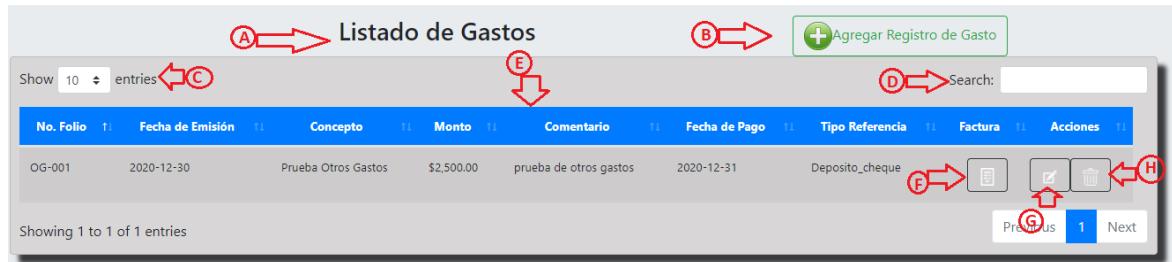 A Listado de Gastos B Agregar Registro de Gasto
Show 10 entries C E D Search:
No. Folio Fecha de Emisión Concepto Monto Comentario Fecha de Pago Tipo Referencia Factura Acciones
OG-001 2020-12-30 Prueba Otros Gastos $2,500.00 prueba de otros gastos 2020-12-31 Deposito_cheque F H
G
Showing 1 to 1 of 1 entries Previous 1 Next